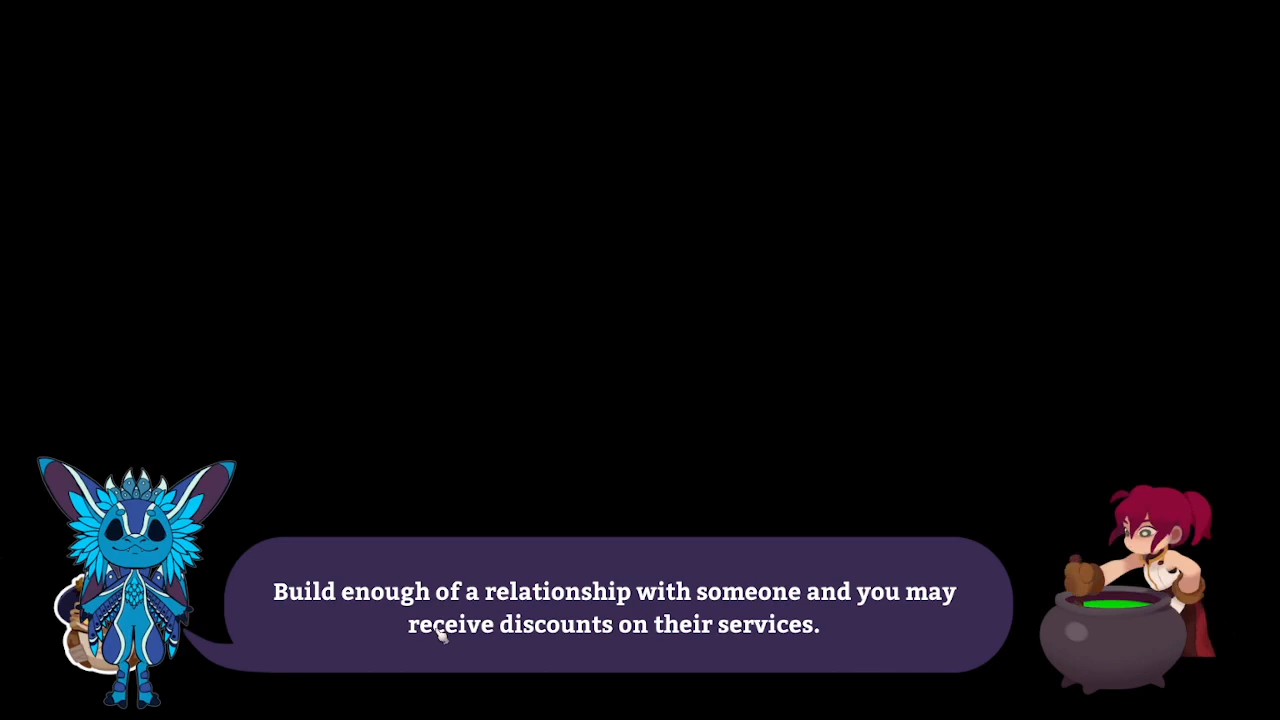 Build enough of a relationship with someone and you may
receive discounts on their services.